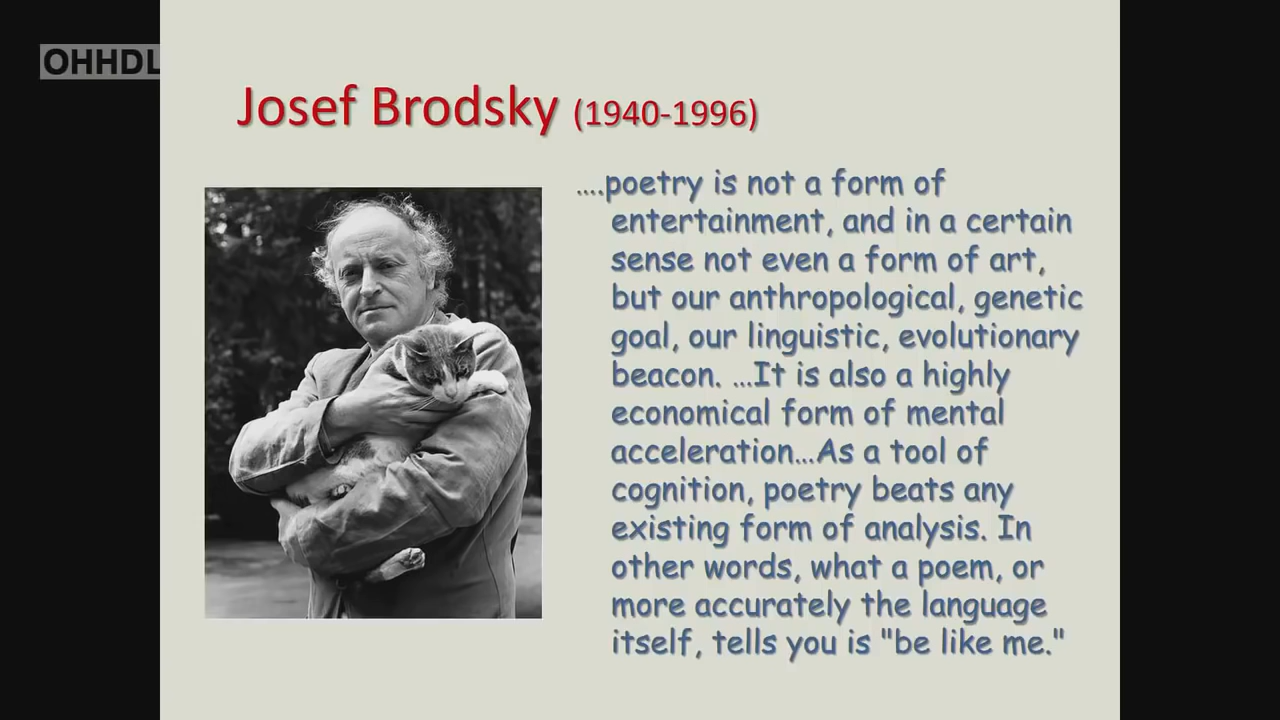 OHHDL
Josef Brodsky (1940-1996)
....poetry is not a form of
entertainment, and in a certain
sense not even a form of art,
but our anthropological, genetic
goal, our linguistic, evolutionary
beacon. ...It is also a highly
economical form of mental
acceleration...As a tool of
cognition, poetry beats any
existing form of analysis. In
other words, what a poem, or
more accurately the language
itself, tells you is "be like me."